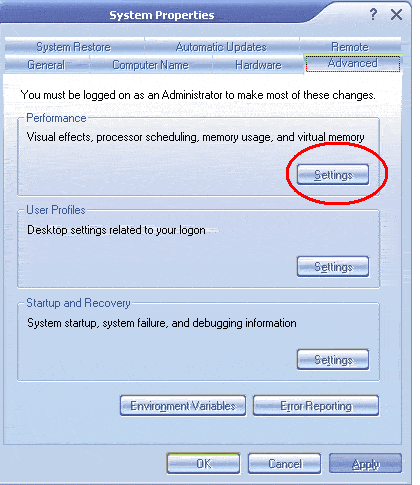 System Properties
System Restore Automatic Updates Remote
General Computer Name Hardware Advanced
You must be logged on as an Administrator to make most of these changes.
Performance
Visual effects, processor scheduling, memory usage, and virtual memory
Settings
User Profiles
Desktop settings related to your logon
Settings
Startup and Recovery
System startup, system failure, and debugging information
Settings
Environment Variables Error Reporting
OK Cancel Apply